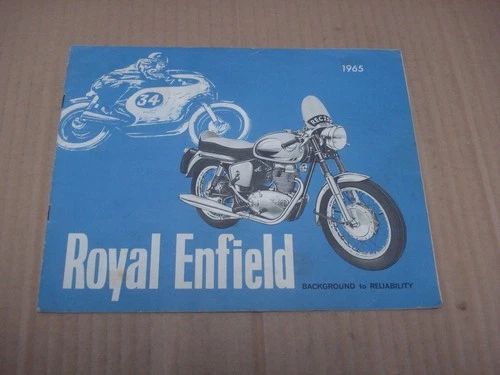 1965
34
Royal Enfield
BACKGROUND to RELIABILITY